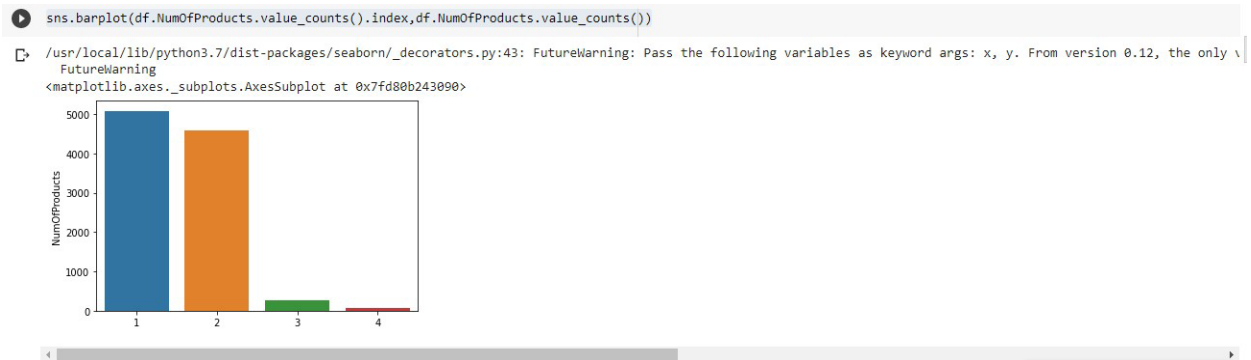 sns.barplot(df.NumOfProducts.value_counts().index,df.NumOfProducts.value_counts())
/usr/local/lib/python3.7/dist-packages/seaborn/_decorators.py:43: FutureWarning: Pass the following variables as keyword args: x, y. From version 0.12, the only
FutureWarning
<matplotlib.axes._subplots.AxesSubplot at 0x7fd80b243090>
5000
4000
3000
2000
1000
0
NumOfProducts
1 2 3 4